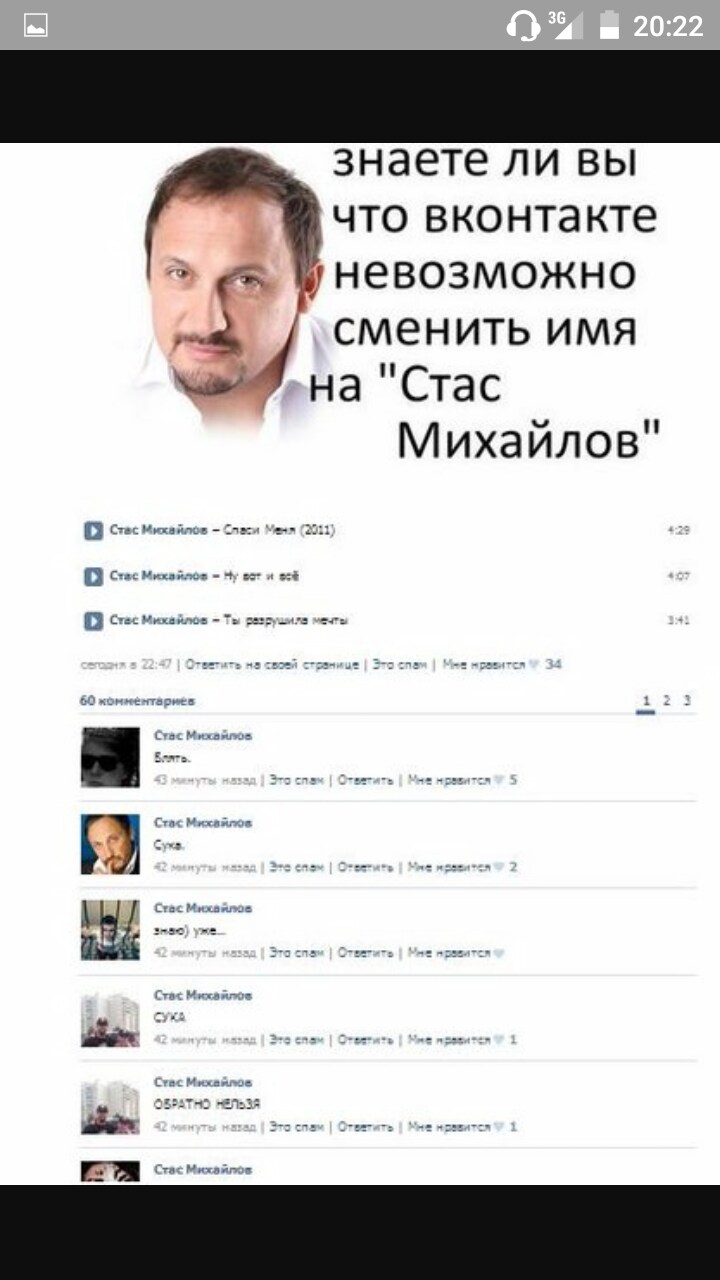 3G 20:22
знаете ли вы
что вконтакте
невозможно
сменить имя
на "Стас
Михайлов"
Стас Михайлов – Спаси Меня (2011) 4:29
Стас Михайлов – Ну вот и всё 4:07
Стас Михайлов – Ты разрушила мечты 3:41
сегодня в 22:47 | Ответить на своей странице | Это спам | Мне нравится 34
60 комментариев 1 2 3
Стас Михайлов
Блять.
43 минуты назад | Это спам | Ответить | Мне нравится 5
Стас Михайлов
Сука.
42 минуты назад | Это спам | Ответить | Мне нравится 2
Стас Михайлов
знаю) уже...
42 минуты назад | Это спам | Ответить | Мне нравится
Стас Михайлов
СУКА
42 минуты назад | Это спам | Ответить | Мне нравится 1
Стас Михайлов
ОБРАТНО НЕЛЬЗЯ
42 минуты назад | Это спам | Ответить | Мне нравится 1
Стас Михайлов